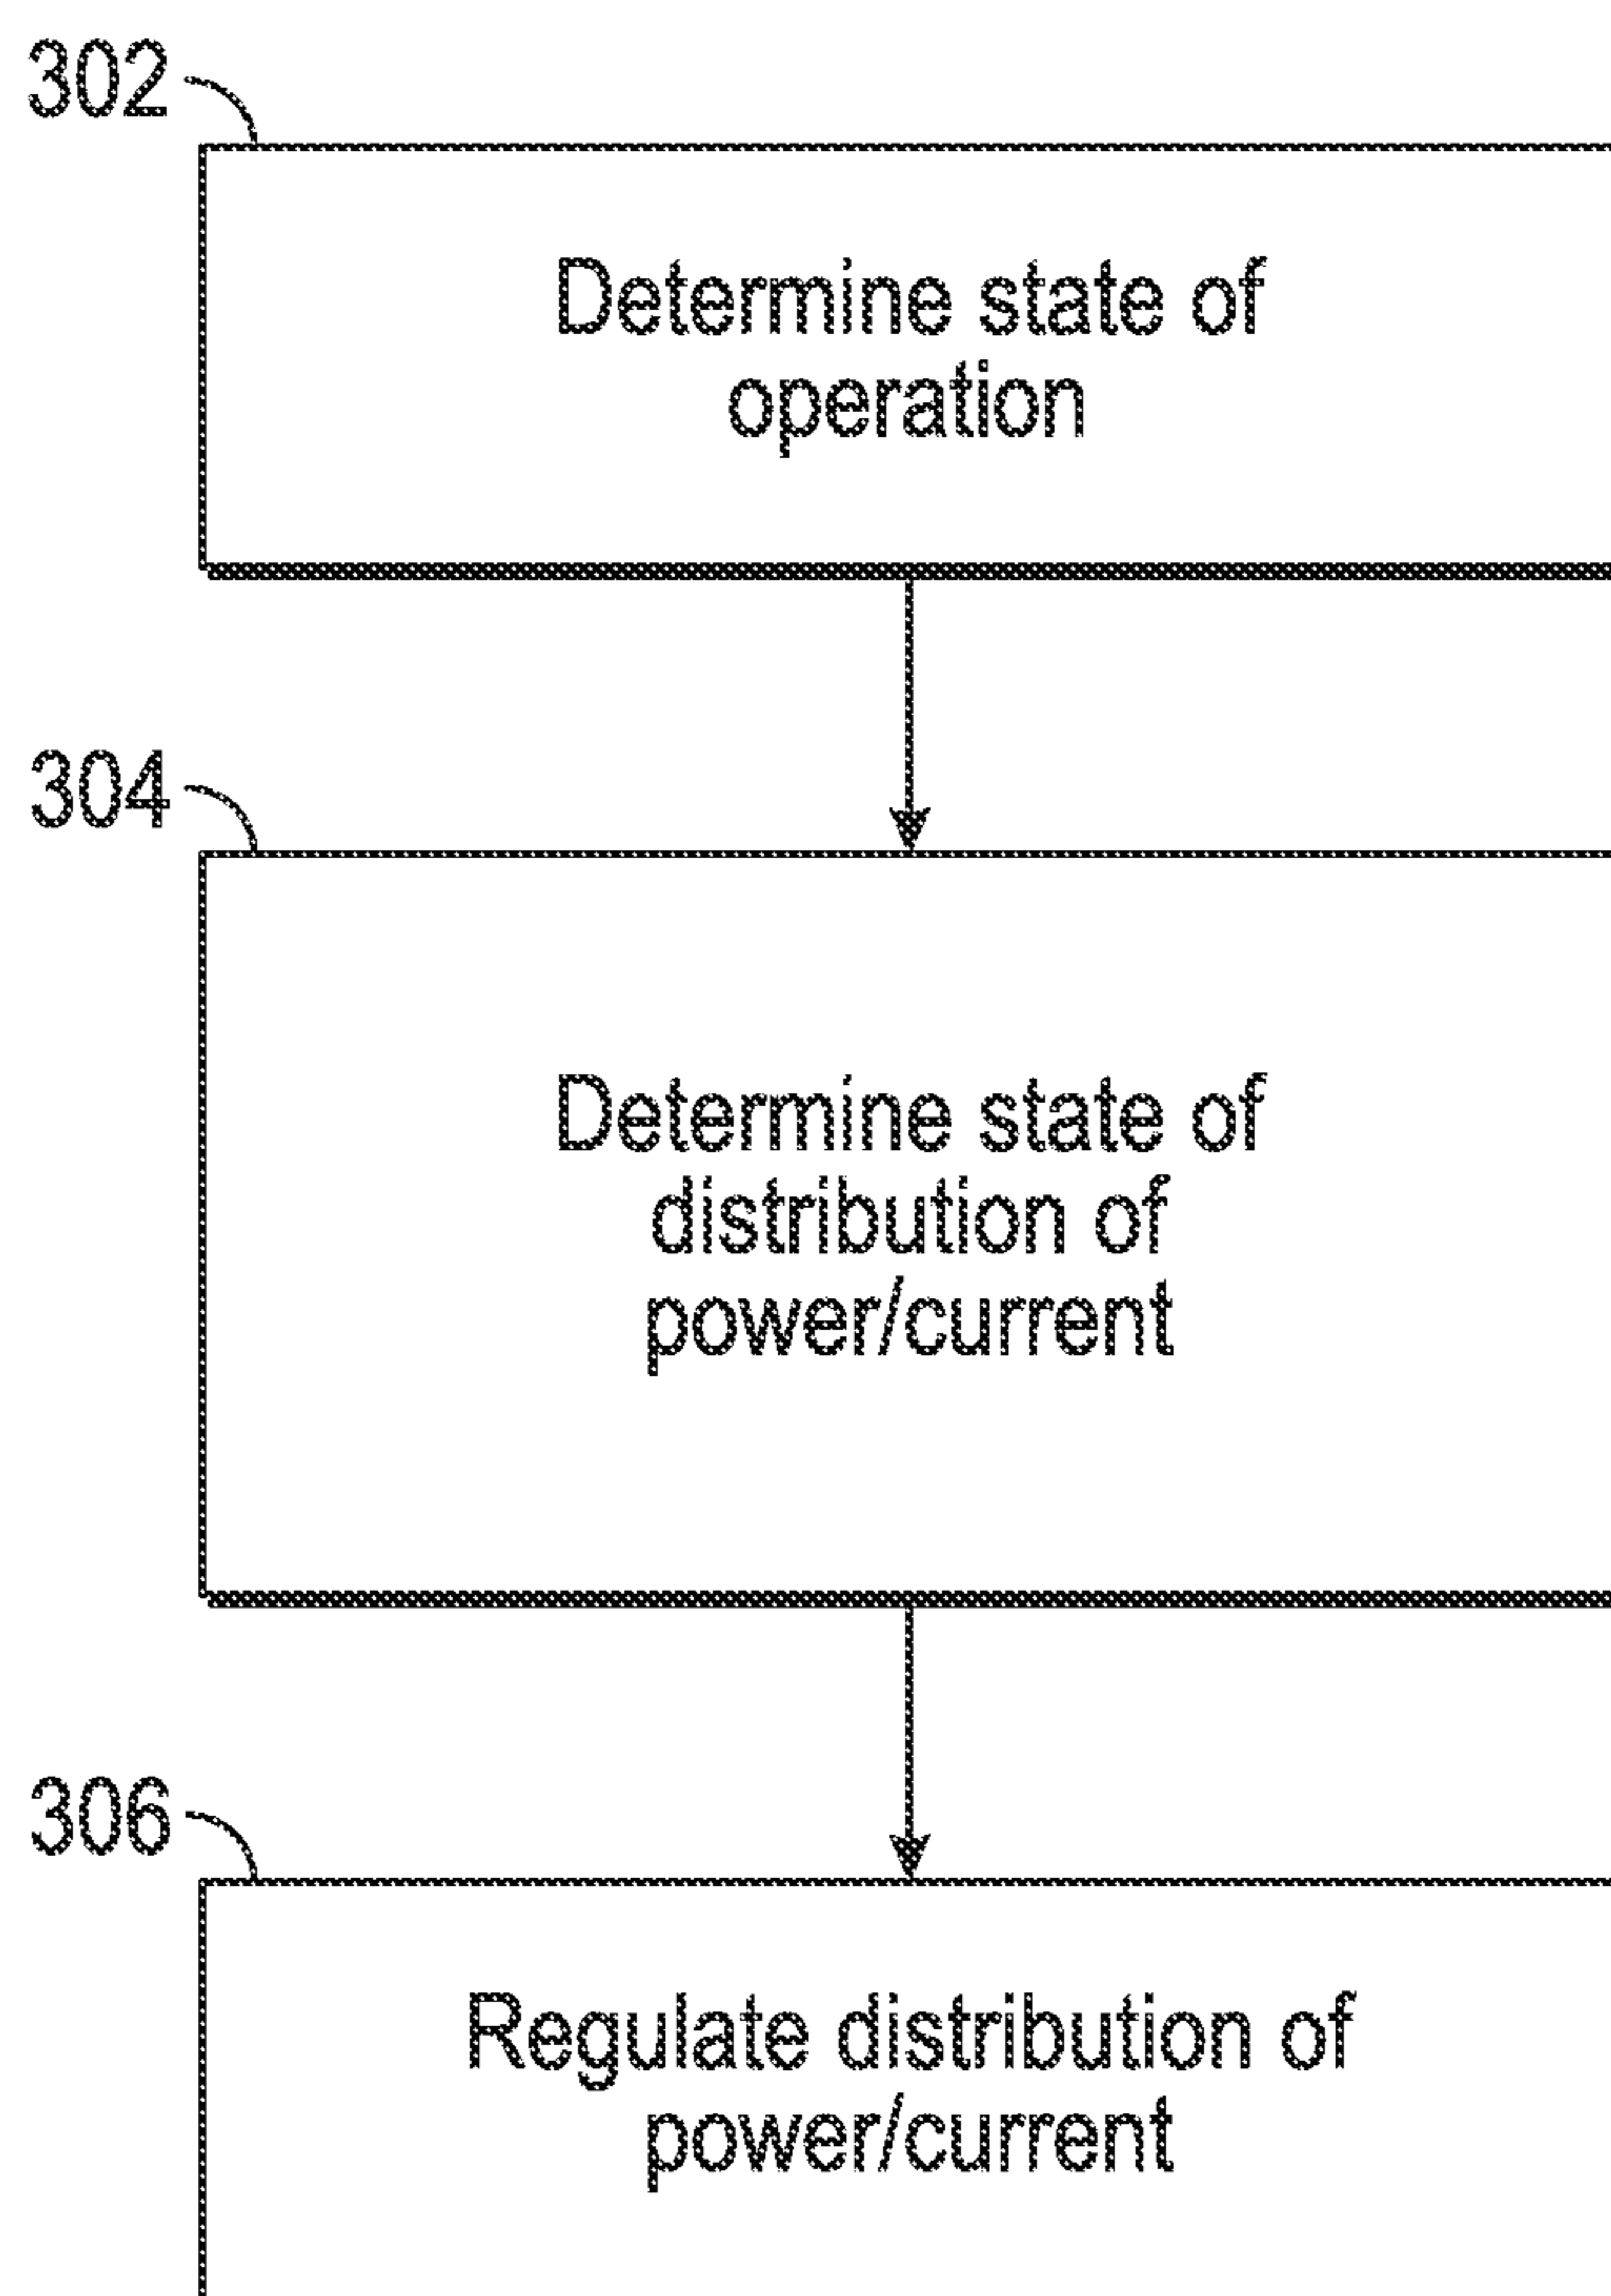 302
Determine state of
operation
304
Determine state of
distribution of
power/current
306
Regulate distribution of
power/current